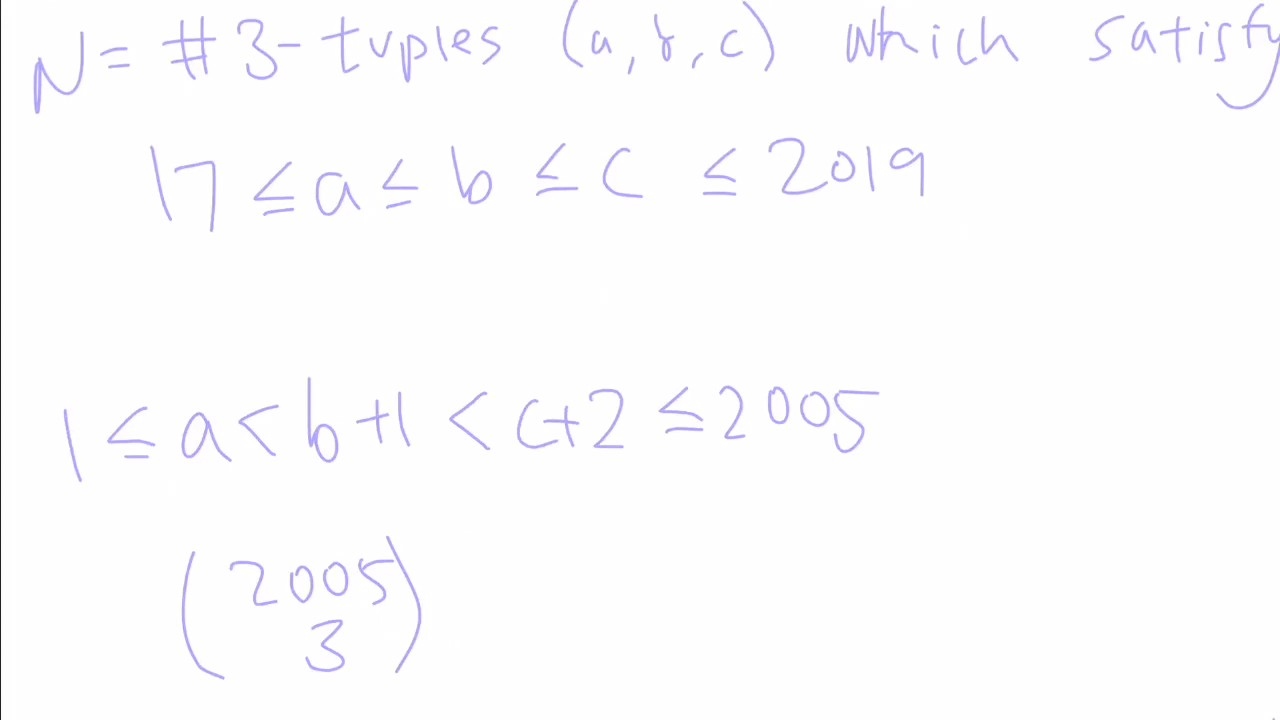 N = # 3-tuples (a, b, c) which satisfy
17 ≤ a ≤ b ≤ c ≤ 2019
1 ≤ a < b+1 < c+2 ≤ 2005
(2005
3)